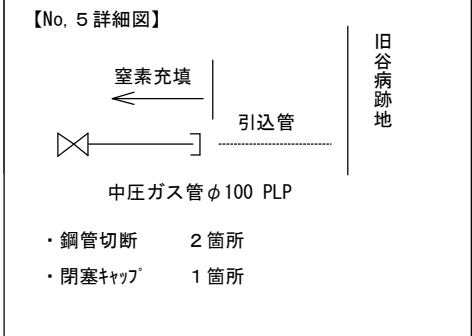 【No, 5詳細図】
旧谷病跡地
窒素充填
引込管
中圧ガス管φ100 PLP
・鋼管切断　2箇所
・閉塞ｷｬｯﾌﾟ　1箇所